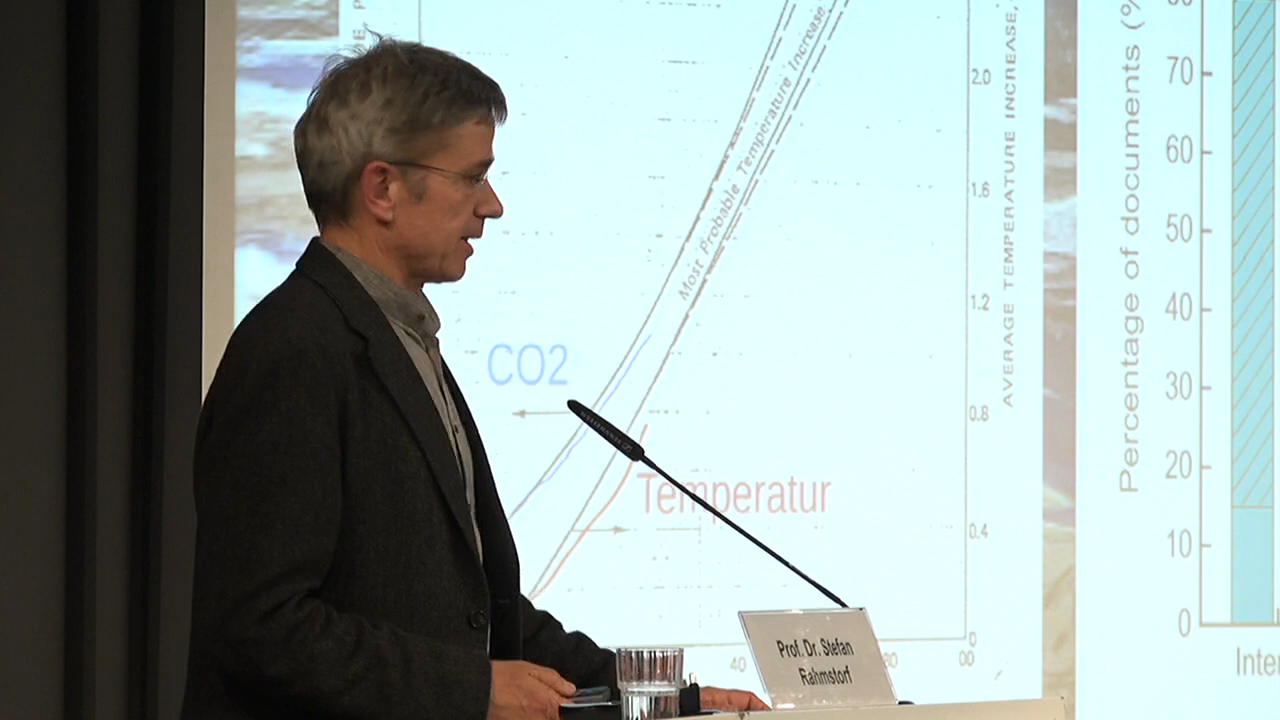 E, P
2.0
1.6
1.2
0.8
0.4
0
AVERAGE TEMPERATURE INCREASE,
Most Probable Temperature Increase
CO2
Temperatur
40
80
00
Prof. Dr. Stefan
Rahmstorf
Percentage of documents (%
80
70
60
50
40
30
20
10
0
Inter